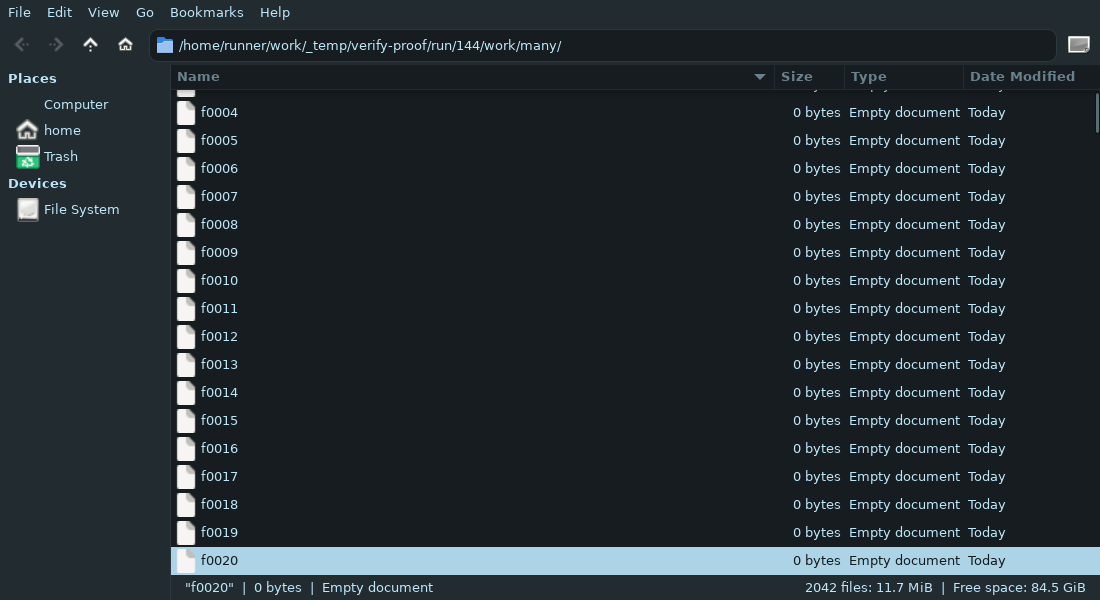 File Edit View Go Bookmarks Help
/home/runner/work/_temp/verify-proof/run/144/work/many/
Places
Computer
home
Trash
Devices
File System
Name Size Type Date Modified
f0004 0 bytes Empty document Today
f0005 0 bytes Empty document Today
f0006 0 bytes Empty document Today
f0007 0 bytes Empty document Today
f0008 0 bytes Empty document Today
f0009 0 bytes Empty document Today
f0010 0 bytes Empty document Today
f0011 0 bytes Empty document Today
f0012 0 bytes Empty document Today
f0013 0 bytes Empty document Today
f0014 0 bytes Empty document Today
f0015 0 bytes Empty document Today
f0016 0 bytes Empty document Today
f0017 0 bytes Empty document Today
f0018 0 bytes Empty document Today
f0019 0 bytes Empty document Today
f0020 0 bytes Empty document Today
"f0020" | 0 bytes | Empty document 2042 files: 11.7 MiB | Free space: 84.5 GiB